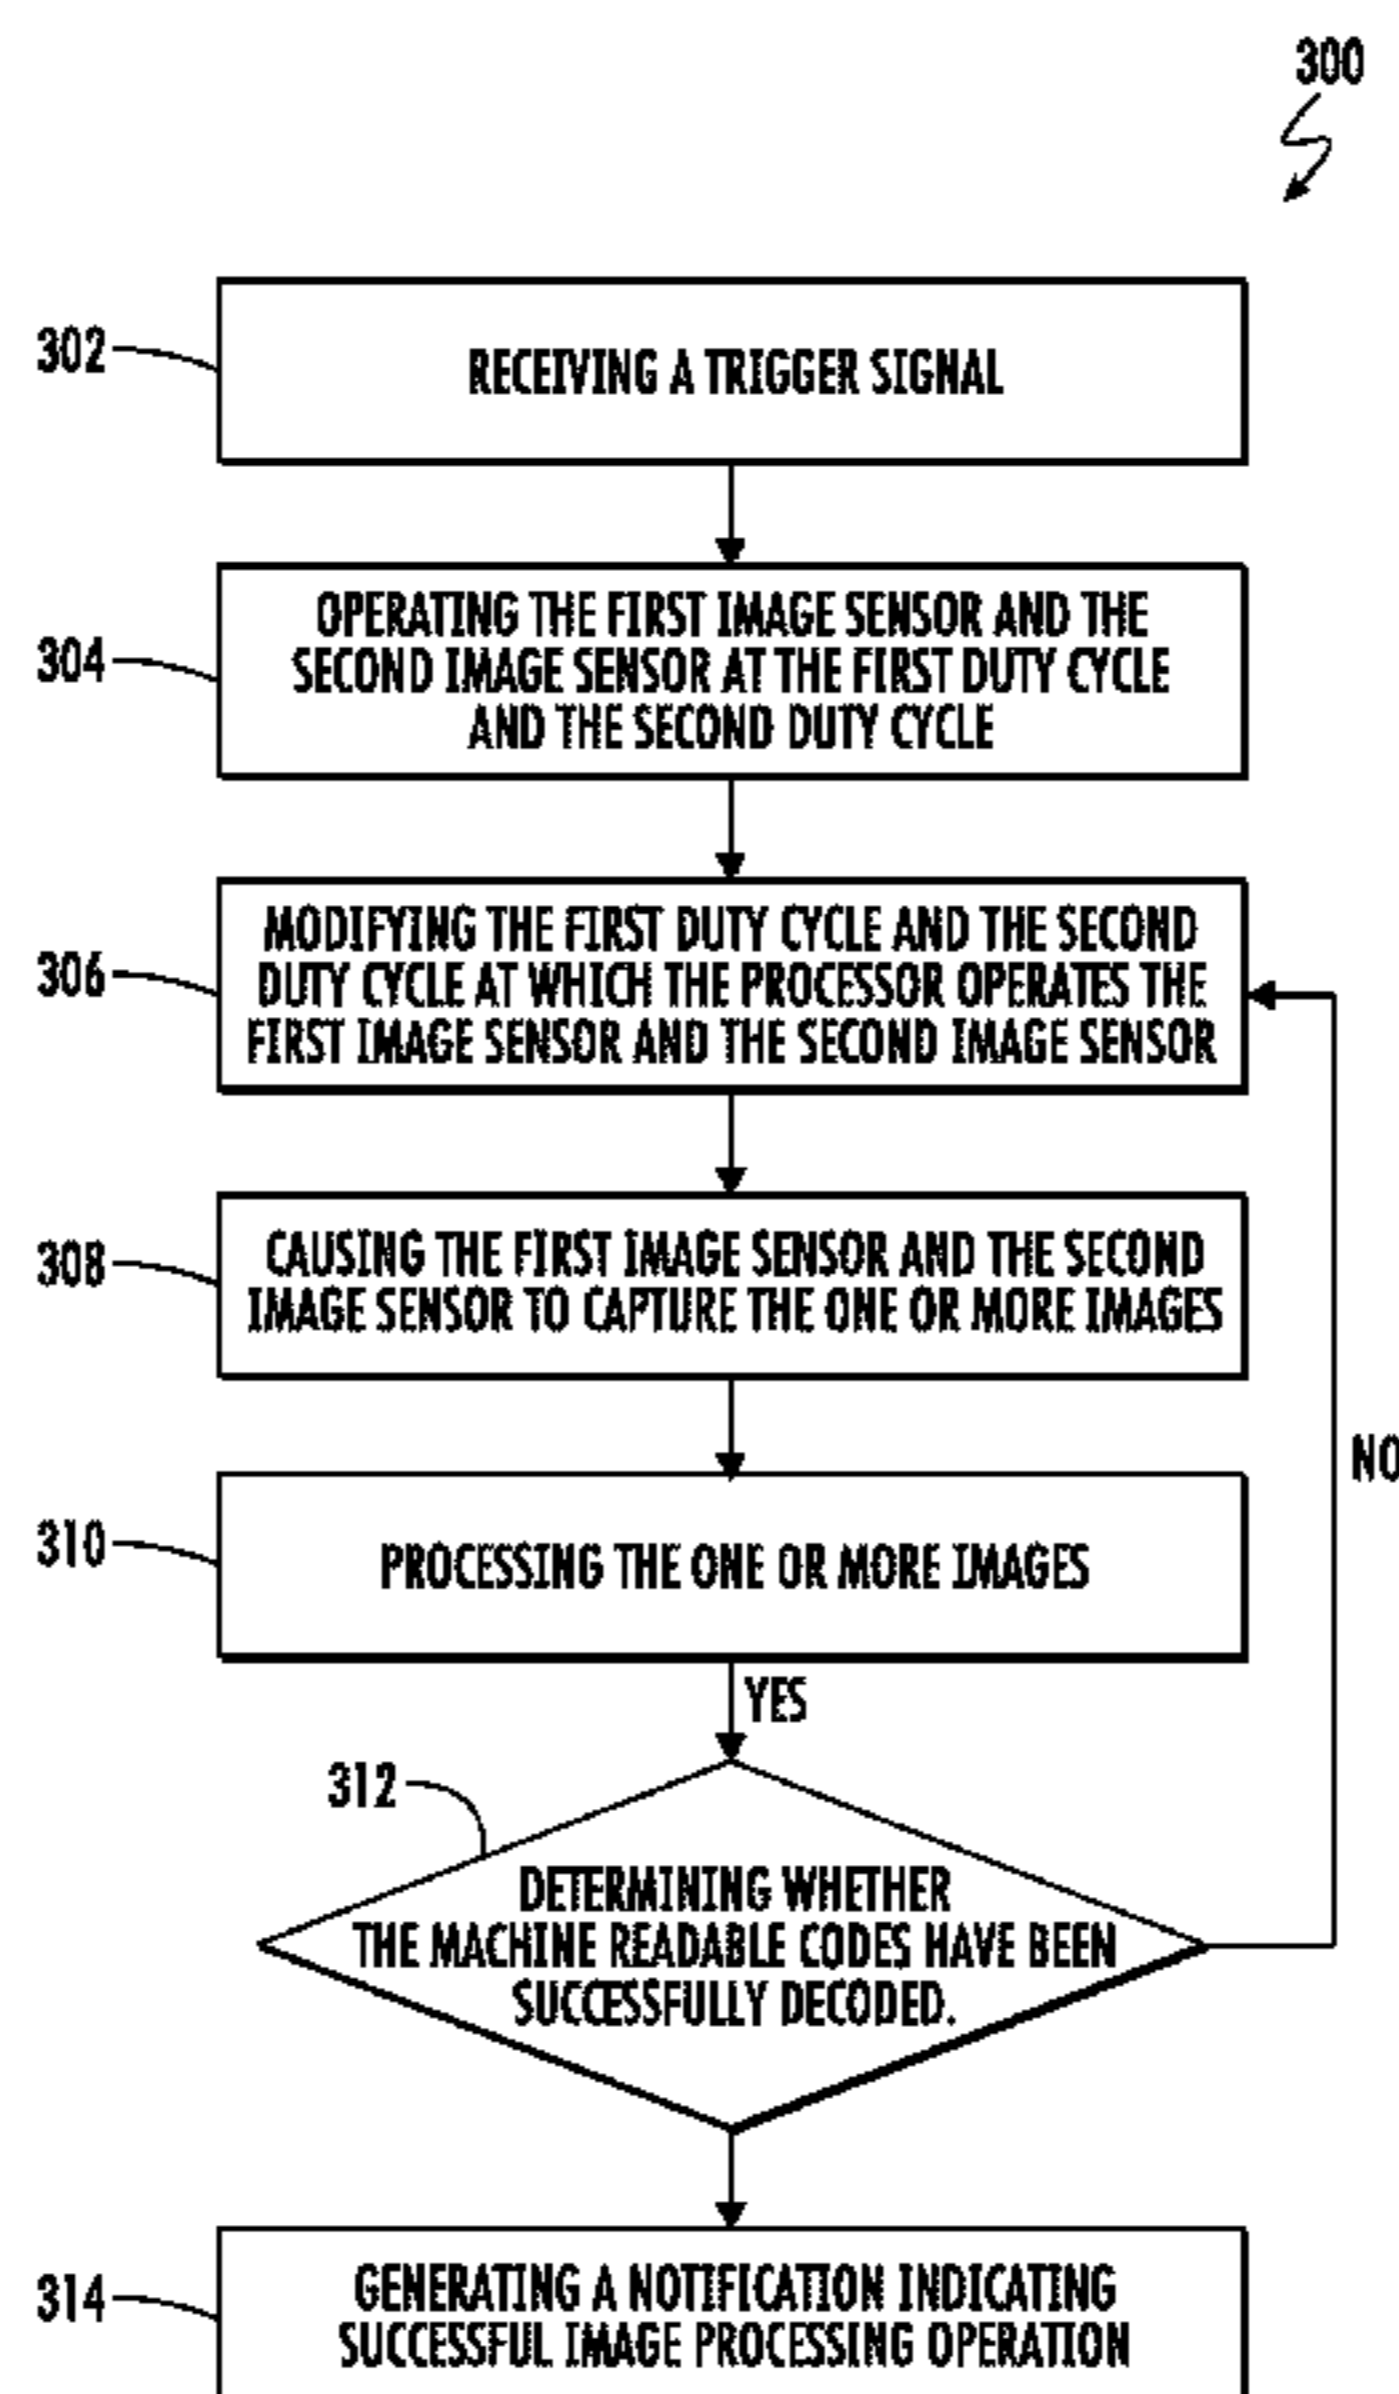 300
302
RECEIVING A TRIGGER SIGNAL
304
OPERATING THE FIRST IMAGE SENSOR AND THE
SECOND IMAGE SENSOR AT THE FIRST DUTY CYCLE
AND THE SECOND DUTY CYCLE
306
MODIFYING THE FIRST DUTY CYCLE AND THE SECOND
DUTY CYCLE AT WHICH THE PROCESSOR OPERATES THE
FIRST IMAGE SENSOR AND THE SECOND IMAGE SENSOR
308
CAUSING THE FIRST IMAGE SENSOR AND THE SECOND
IMAGE SENSOR TO CAPTURE THE ONE OR MORE IMAGES
NO
310
PROCESSING THE ONE OR MORE IMAGES
YES
312
DETERMINING WHETHER
THE MACHINE READABLE CODES HAVE BEEN
SUCCESSFULLY DECODED.
314
GENERATING A NOTIFICATION INDICATING
SUCCESSFUL IMAGE PROCESSING OPERATION